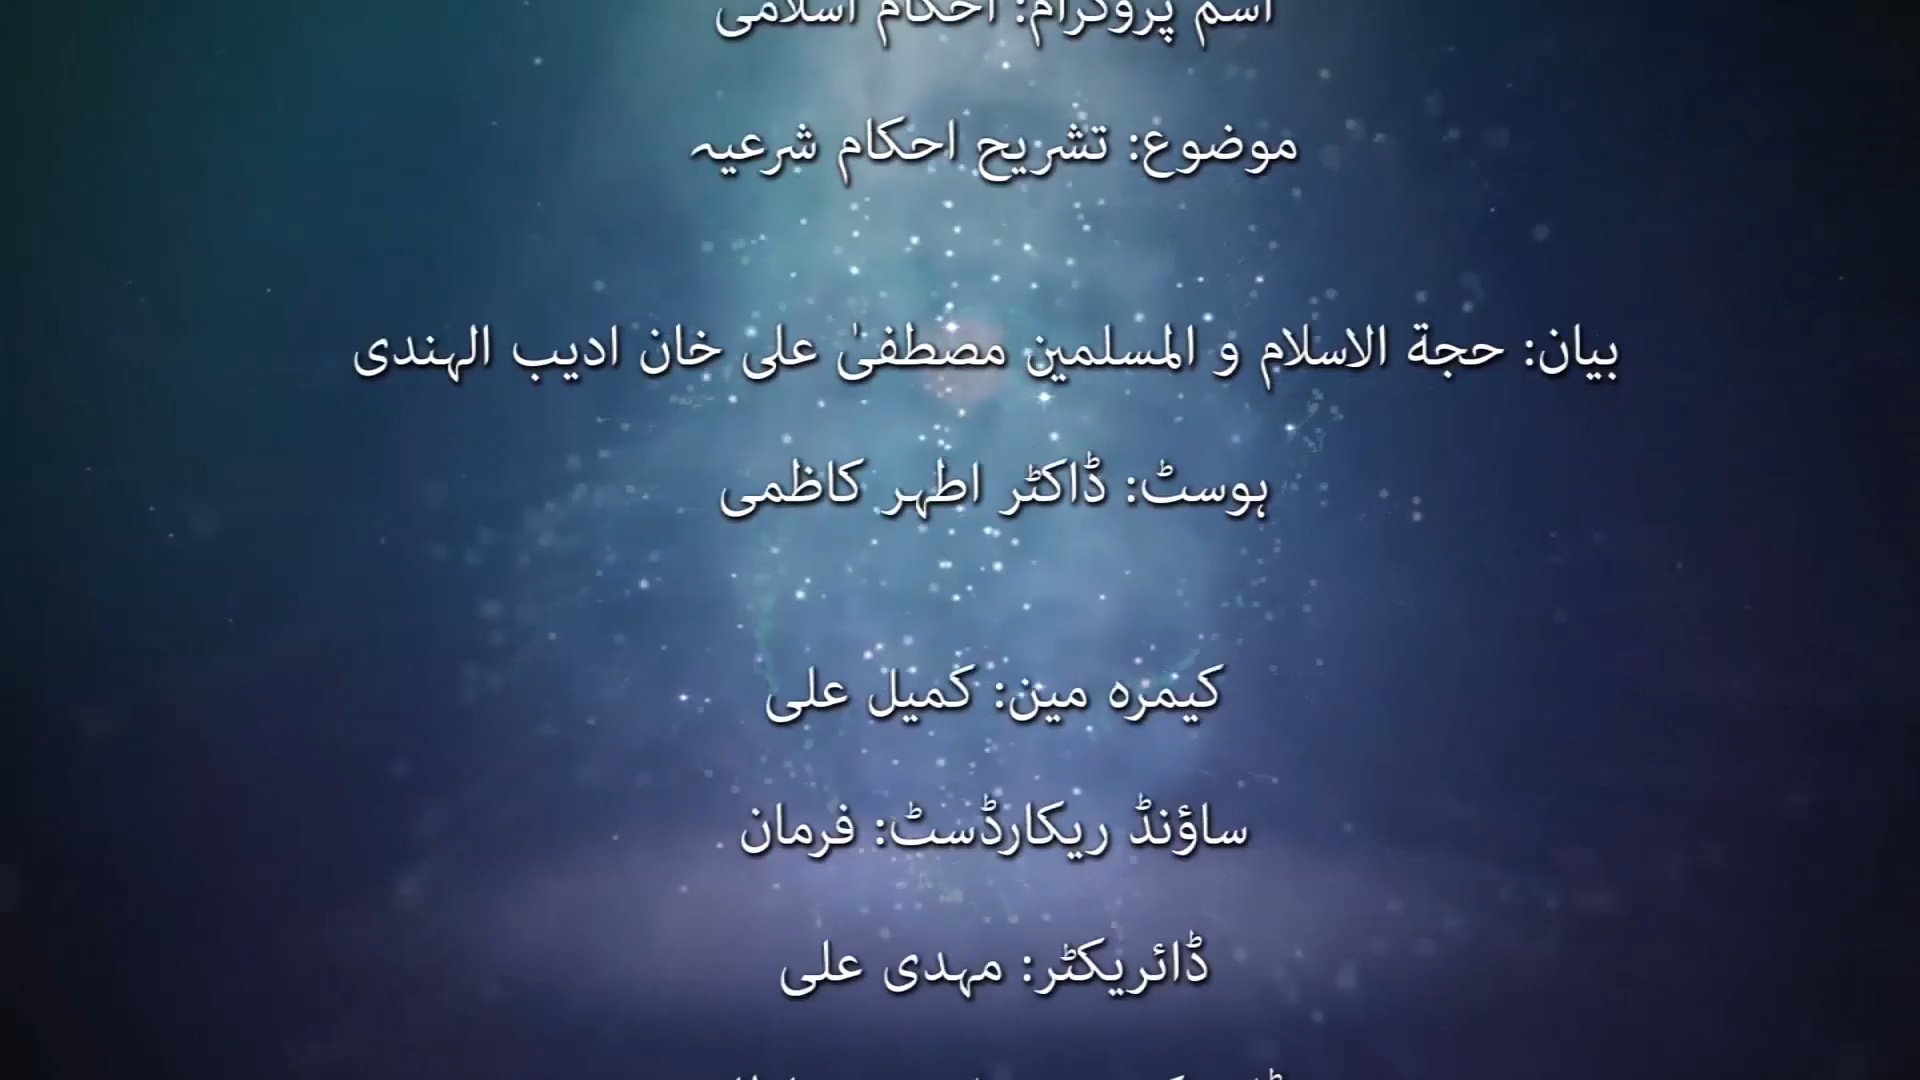 اسم پروگرام: احکام اسلامی
موضوع: تشریح احکام شرعیہ
بیان: حجة الاسلام و المسلمین مصطفیٰ علی خان ادیب الہندی
ہوسٹ: ڈاکٹر اطہر کاظمی
کیمرہ مین: کمیل علی
ساؤنڈ ریکارڈسٹ: فرمان
ڈائریکٹر: مہدی علی